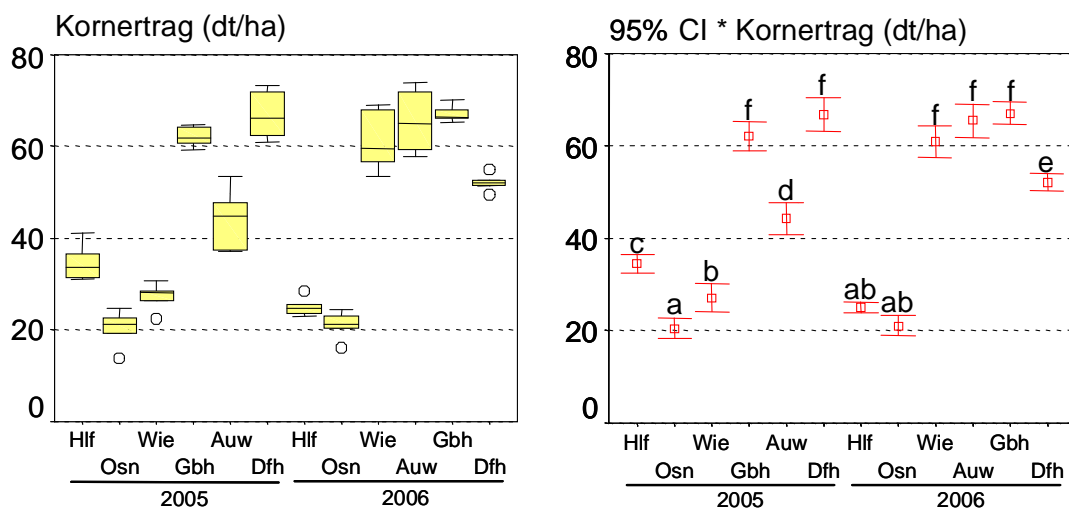 Kornertrag (dt/ha)
80
60
40
20
0
Hlf Wie Auw Hlf Wie Gbh
Osn Gbh Dfh Osn Auw Dfh
2005 2006
95% CI * Kornertrag (dt/ha)
80
60
40
20
0
c a b f d f ab ab f f f e
Hlf Wie Auw Hlf Wie Gbh
Osn Gbh Dfh Osn Auw Dfh
2005 2006